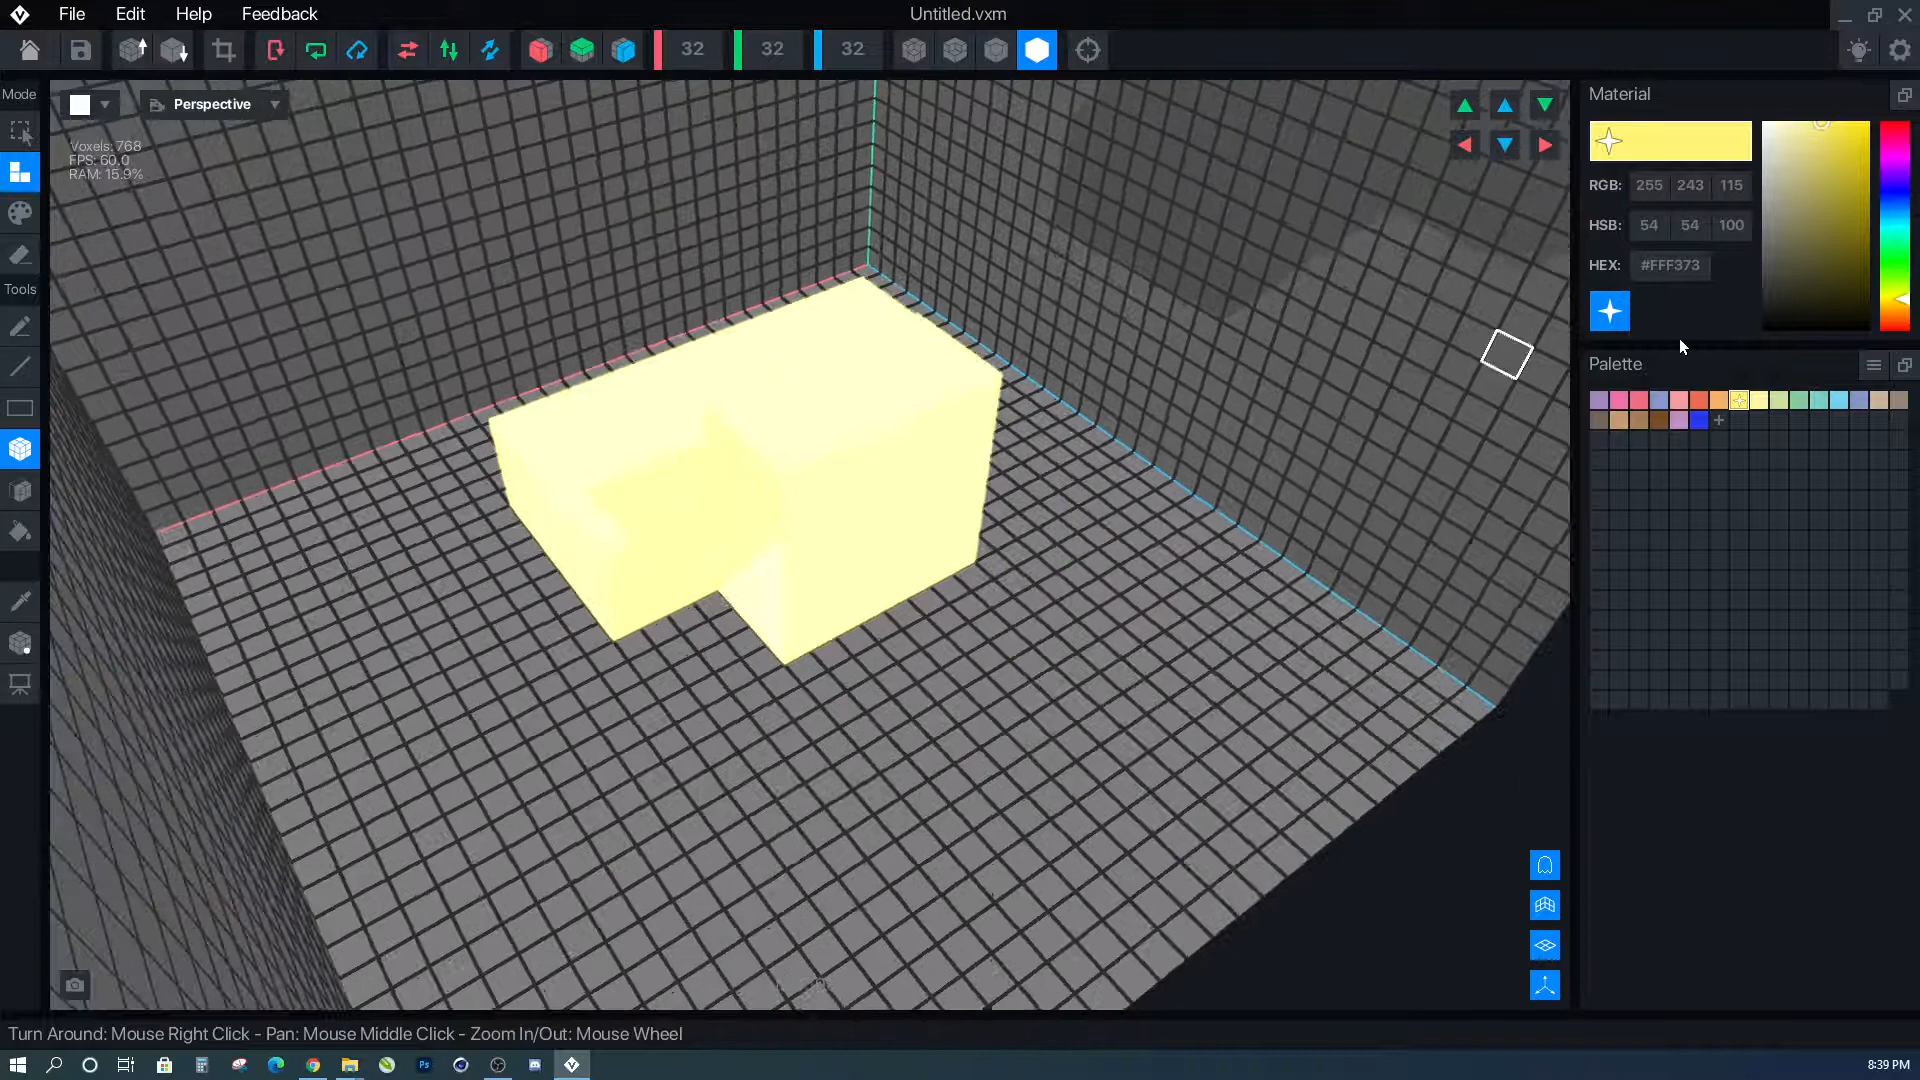 File Edit Help Feedback Untitled.vxm
32 32 32
Mode
Perspective
Voxels: 768
FPS: 60.0
RAM: 15.9%
Tools
Material
RGB: 255 243 115
HSB: 54 54 100
HEX: #FFF373
Palette
Turn Around: Mouse Right Click - Pan: Mouse Middle Click - Zoom In/Out: Mouse Wheel
Ps
8:39 PM